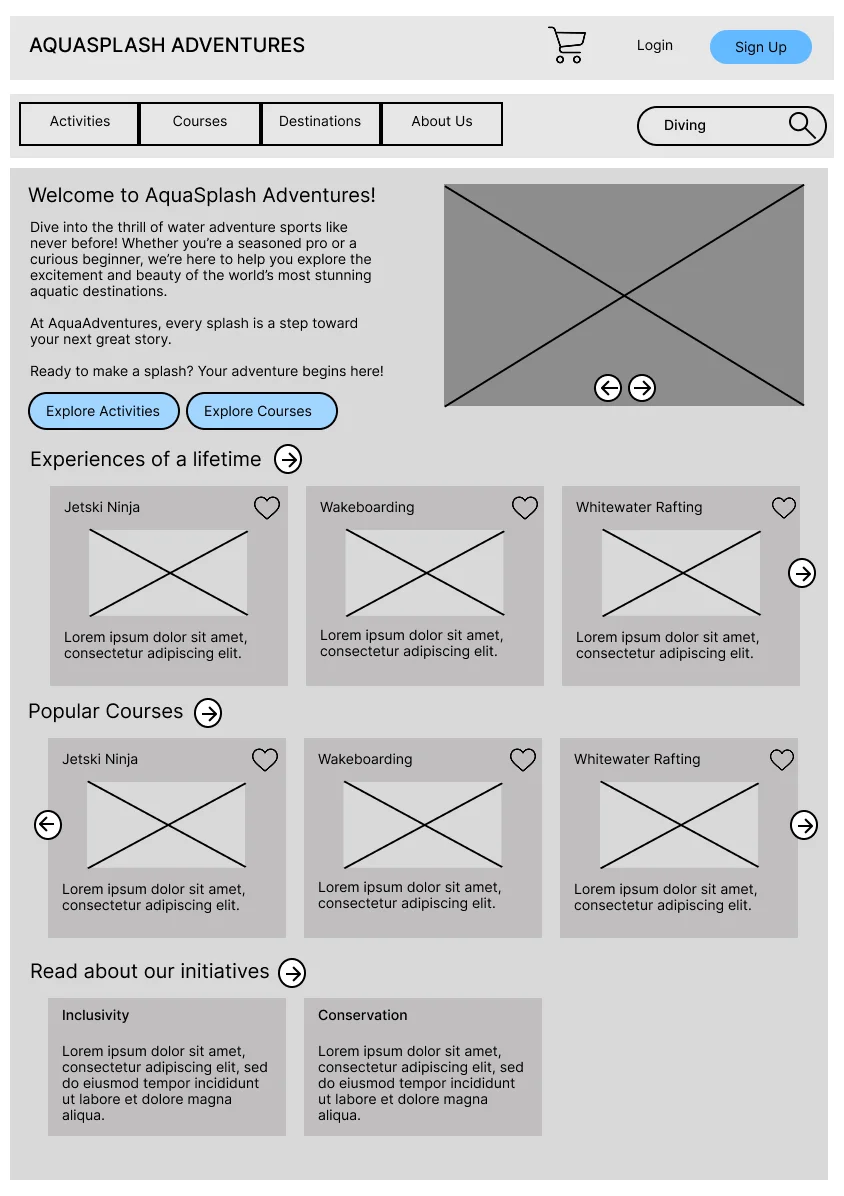 AQUASPLASH ADVENTURES
Login
Sign Up
Activities
Courses
Destinations
About Us
Diving
Welcome to AquaSplash Adventures!
Dive into the thrill of water adventure sports like
never before! Whether you’re a seasoned pro or a
curious beginner, we’re here to help you explore the
excitement and beauty of the world’s most stunning
aquatic destinations.
At AquaAdventures, every splash is a step toward
your next great story.
Ready to make a splash? Your adventure begins here!
Explore Activities
Explore Courses
Experiences of a lifetime
Jetski Ninja
Lorem ipsum dolor sit amet,
consectetur adipiscing elit.
Wakeboarding
Lorem ipsum dolor sit amet,
consectetur adipiscing elit.
Whitewater Rafting
Lorem ipsum dolor sit amet,
consectetur adipiscing elit.
Popular Courses
Jetski Ninja
Lorem ipsum dolor sit amet,
consectetur adipiscing elit.
Wakeboarding
Lorem ipsum dolor sit amet,
consectetur adipiscing elit.
Whitewater Rafting
Lorem ipsum dolor sit amet,
consectetur adipiscing elit.
Read about our initiatives
Inclusivity
Lorem ipsum dolor sit amet,
consectetur adipiscing elit, sed
do eiusmod tempor incididunt
ut labore et dolore magna
aliqua.
Conservation
Lorem ipsum dolor sit amet,
consectetur adipiscing elit, sed
do eiusmod tempor incididunt
ut labore et dolore magna
aliqua.